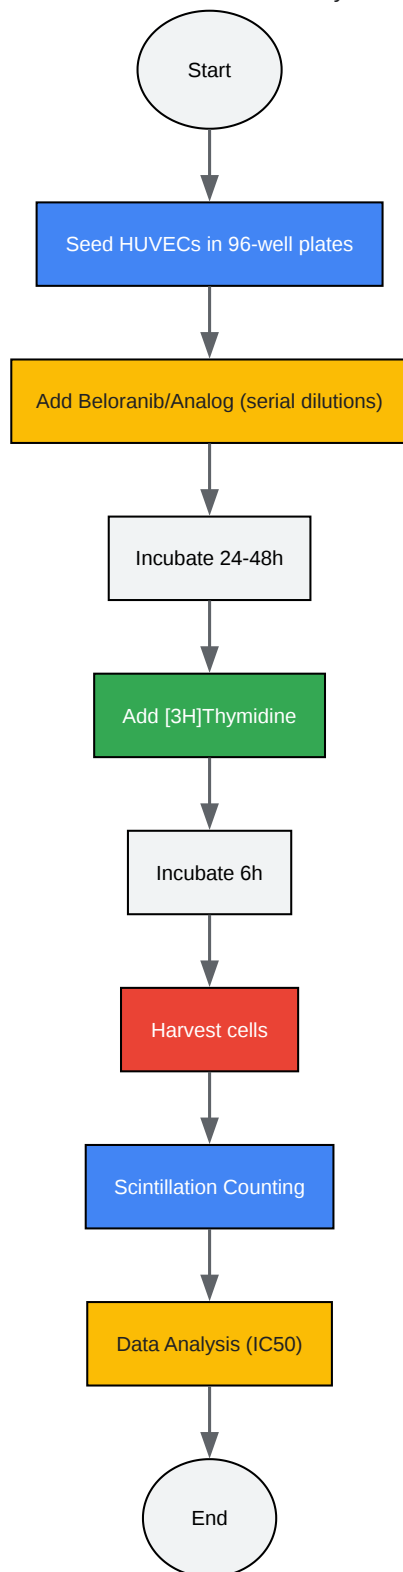 Start
Seed HUVECs in 96-well plates
Add Beloranib/Analog (serial dilutions)
Incubate 24-48h
Add [3H]Thymidine
Incubate 6h
Harvest cells
Scintillation Counting
Data Analysis (IC50)
End